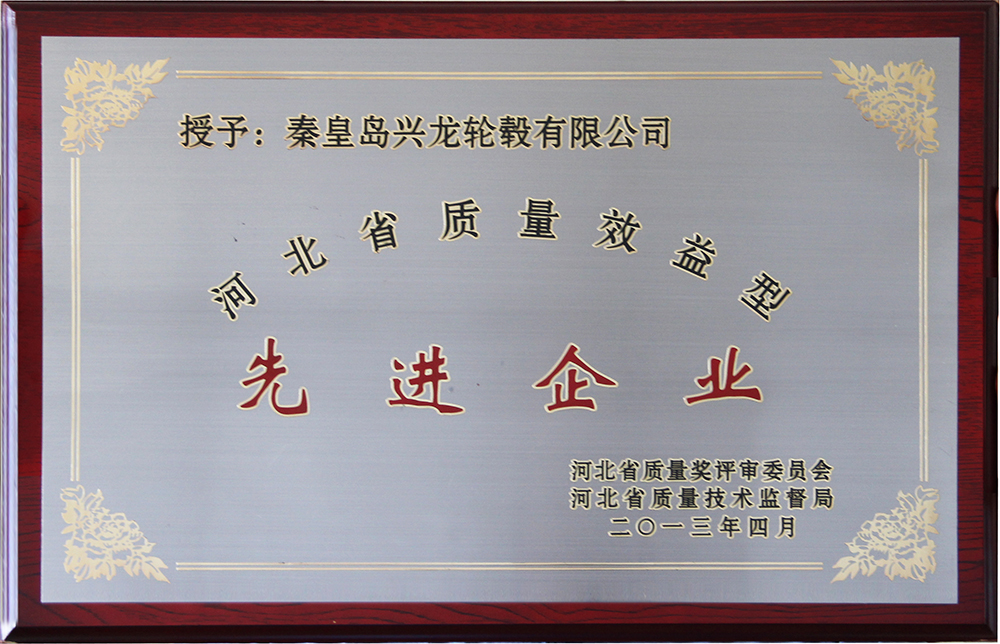 授予：秦皇岛兴龙轮毂有限公司
河北省质量效益型
先进企业
河北省质量奖评审委员会
河北省质量技术监督局
二〇一三年四月